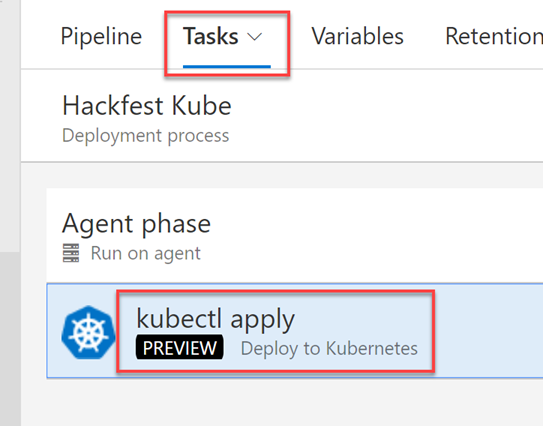 Pipeline Tasks Variables Retention
Hackfest Kube
Deployment process
Agent phase
Run on agent
kubectl apply
PREVIEW Deploy to Kubernetes